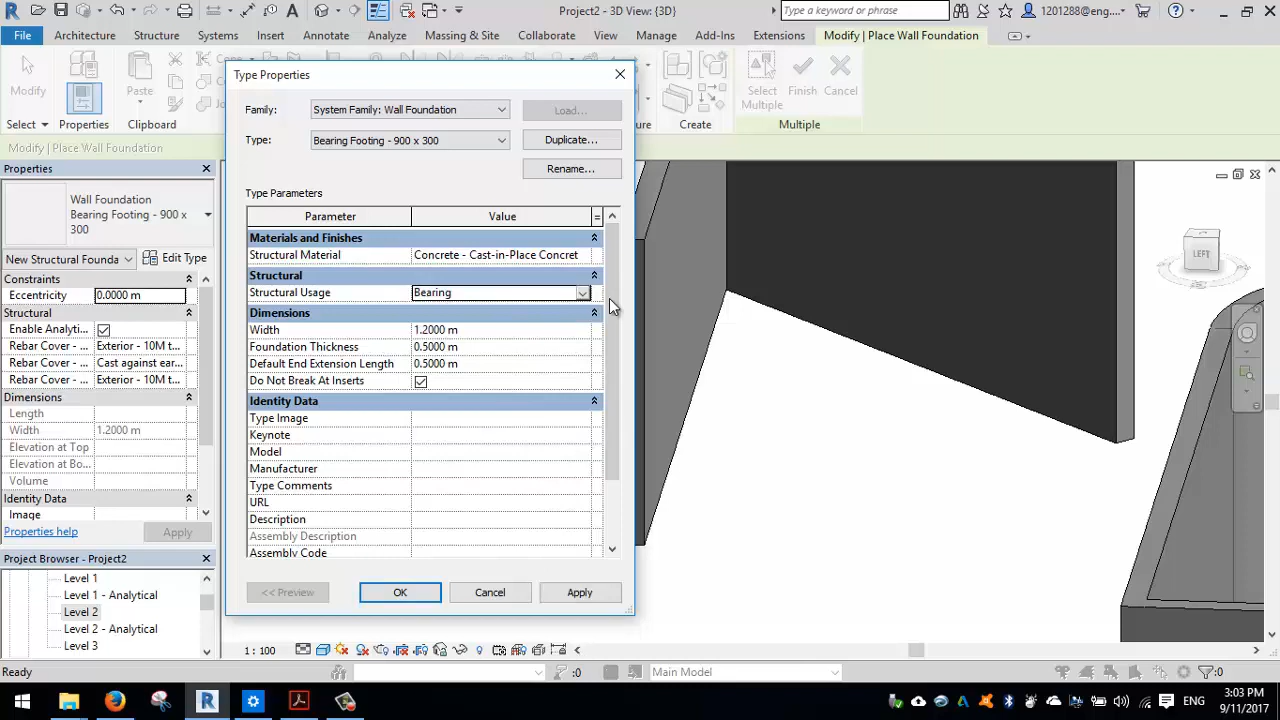 Project2 - 3D View: {3D}
Type a keyword or phrase
1201288@eng...
File Architecture Structure Systems Insert Annotate Analyze Massing & Site Collaborate View Manage Add-Ins Extensions Modify | Place Wall Foundation
Modify
Paste
Select Multiple
Finish
Cancel
Select Properties Clipboard Create Multiple
Modify | Place Wall Foundation
Properties
Wall Foundation
Bearing Footing - 900 x
300
New Structural Founda
Edit Type
Constraints
Eccentricity 0.0000 m
Structural
Enable Analyti...
Rebar Cover - ... Exterior - 10M t...
Rebar Cover - ... Cast against ear...
Rebar Cover - ... Exterior - 10M t...
Dimensions
Length
Width 1.2000 m
Elevation at Top
Elevation at Bo...
Volume
Identity Data
Image
Properties help
Apply
Project Browser - Project2
Level 1
Level 1 - Analytical
Level 2
Level 2 - Analytical
Level 3
Type Properties
Family: System Family: Wall Foundation Load...
Type: Bearing Footing - 900 x 300 Duplicate...
Rename...
Type Parameters
Parameter Value =
Materials and Finishes
Structural Material Concrete - Cast-in-Place Concret
Structural
Structural Usage Bearing
Dimensions
Width 1.2000 m
Foundation Thickness 0.5000 m
Default End Extension Length 0.5000 m
Do Not Break At Inserts
Identity Data
Type Image
Keynote
Model
Manufacturer
Type Comments
URL
Description
Assembly Description
Assembly Code
<< Preview OK Cancel Apply
LEFT
1 : 100
Ready
:0
Main Model
:0
ENG
3:03 PM
9/11/2017